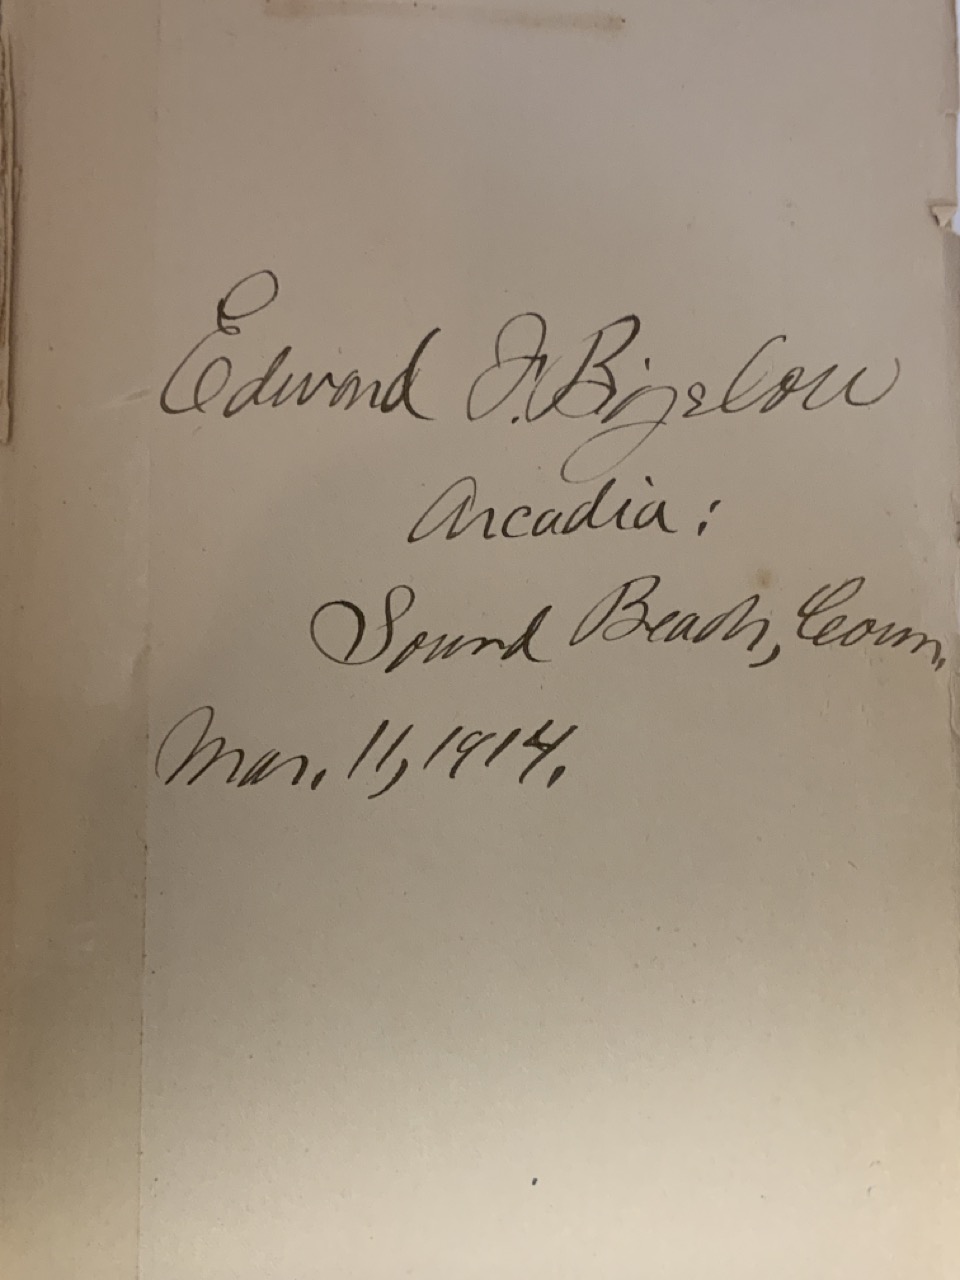 Edward F. Bigelow
Arcadia:
Sound Beach, Conn.
Mar. 11, 1914.